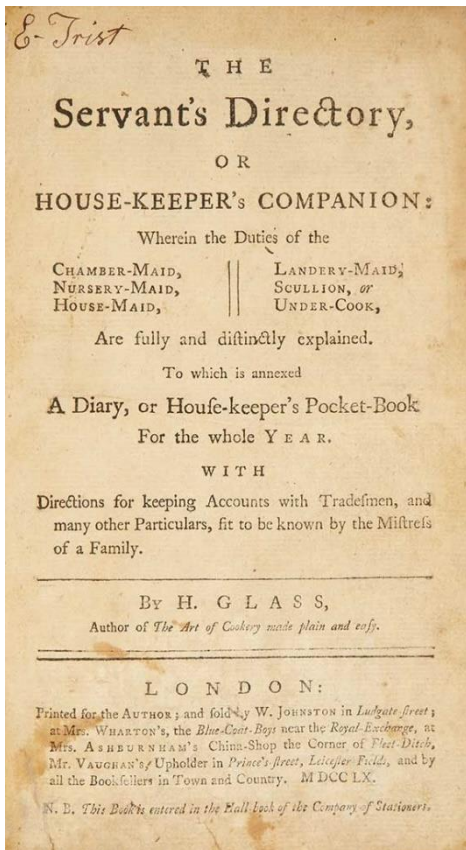 E- Trist
THE
Servant's Directory,
OR
HOUSE-KEEPER's COMPANION:
Wherein the Duties of the
CHAMBER-MAID, LANDERY-MAID,
NURSERY-MAID, SCULLION, or
HOUSE-MAID, UNDER-COOK,
Are fully and diſtinctly explained.
To which is annexed
A Diary, or Houſe-keeper's Pocket-Book
For the whole YEAR.
WITH
Directions for keeping Accounts with Tradeſmen, and
many other Particulars, fit to be known by the Miſtreſs
of a Family.
By H. GLASS,
Author of The Art of Cookery made plain and eaſy.
LONDON:
Printed for the AUTHOR; and ſold by W. JOHNSTON in Ludgate-ſtreet;
at Mrs. WHARTON's, the Blue-Coat-Boys near the Royal-Exchange, at
Mrs. ASHBURNHAM's China-Shop the Corner of Fleet-Ditch,
Mr. VAUGHAN's, Upholder in Prince's-ſtreet, Leiceſter-Fields, and by
all the Bookſellers in Town and Country. M DCC LX.
N. B. This Book is entered in the Hall book of the Company of Stationers.